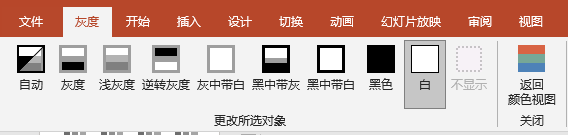 文件 灰度 开始 插入 设计 切换 动画 幻灯片放映 审阅 视图
自动 灰度 浅灰度 逆转灰度 灰中带白 黑中带灰 黑中带白 黑色 白 不显示 返回
颜色视图
更改所选对象 关闭